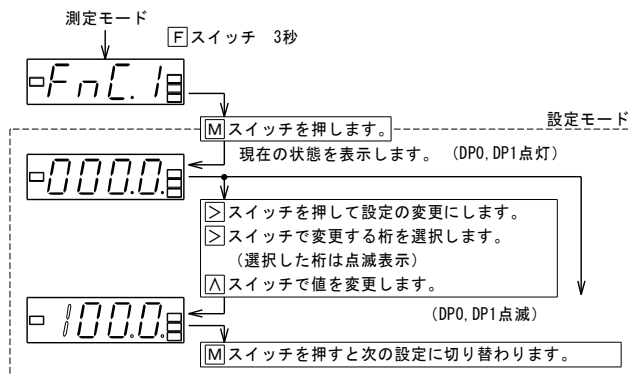 測定モード
Fスイッチ 3秒
FnC.1
設定モード
Mスイッチを押します。
現在の状態を表示します。（DP0,DP1点灯）
-000.0.
>スイッチを押して設定の変更にします。
>スイッチで変更する桁を選択します。
（選択した桁は点滅表示）
∧スイッチで値を変更します。
（DP0,DP1点滅）
100.0.
Mスイッチを押すと次の設定に切り替わります。